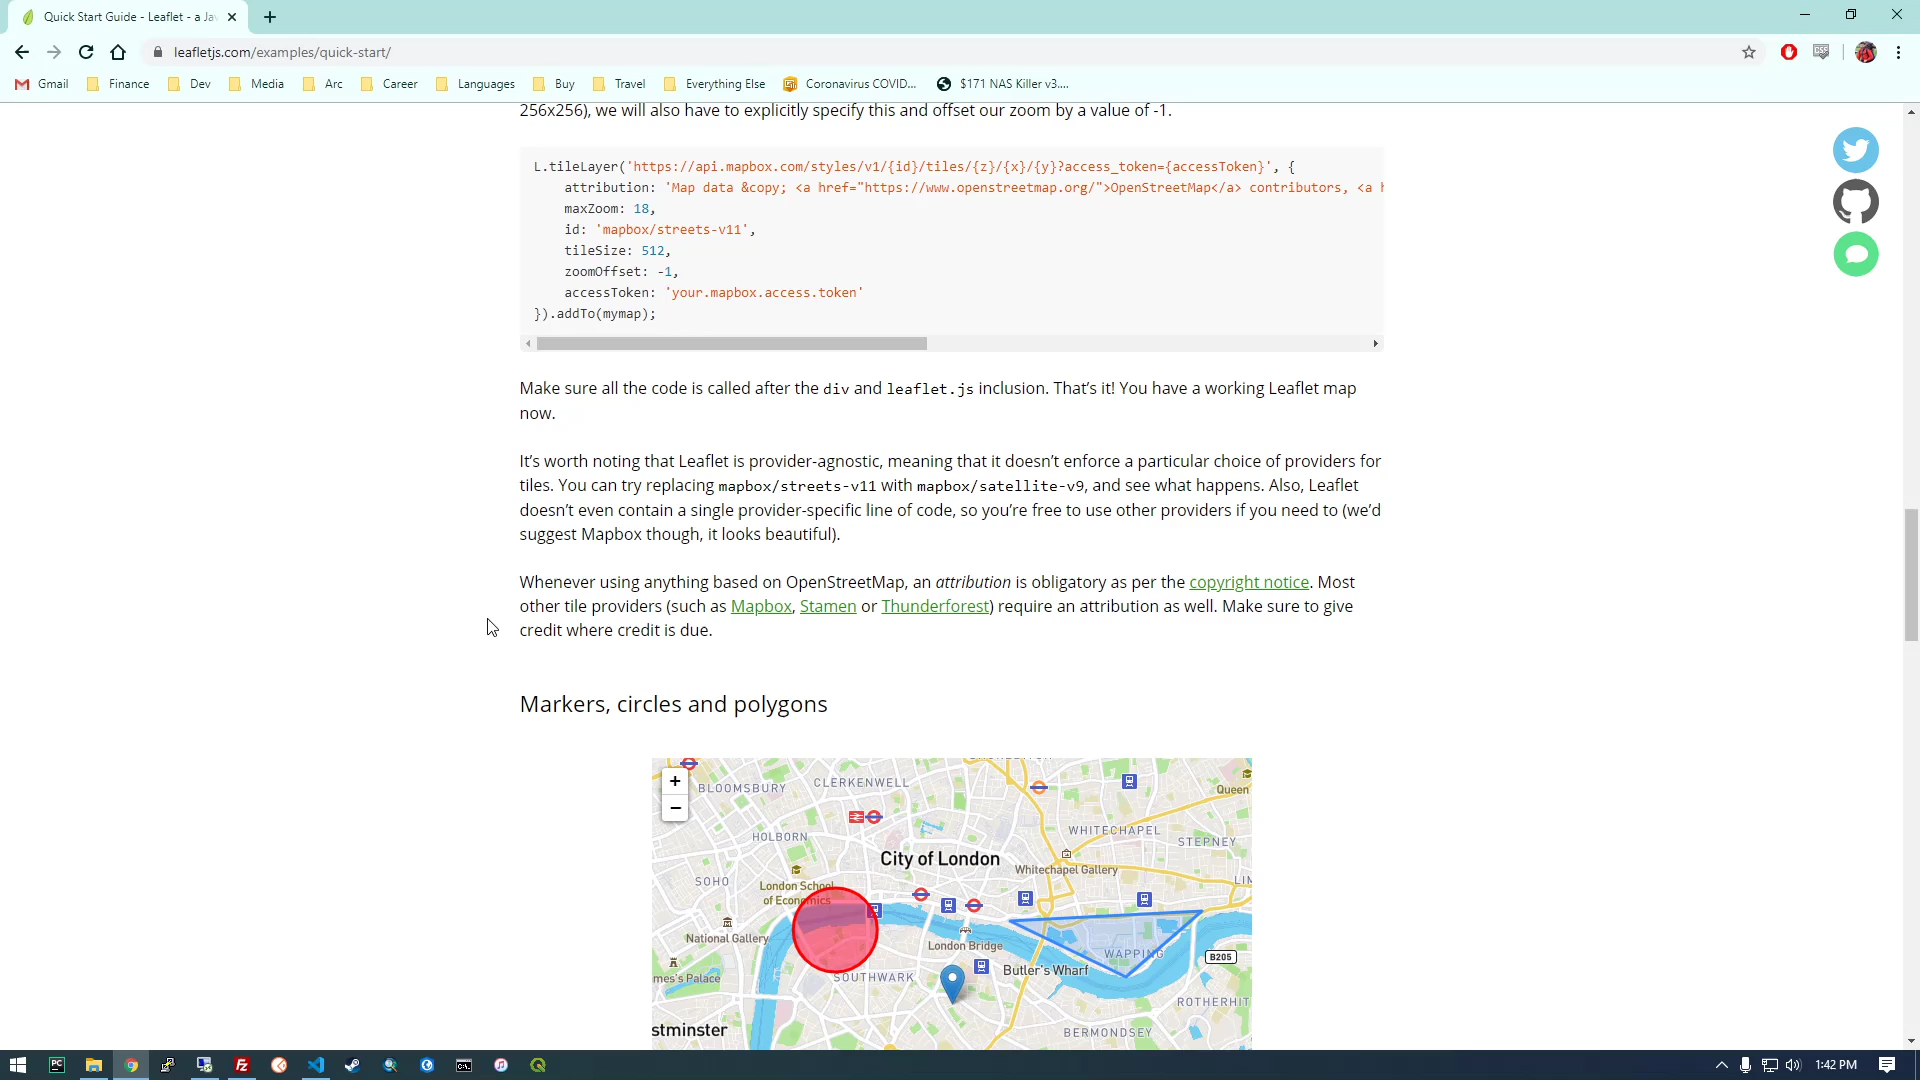 Quick Start Guide - Leaflet - a Ja
leafletjs.com/examples/quick-start/
Gmail Finance Dev Media Arc Career Languages Buy Travel Everything Else Coronavirus COVID... $171 NAS Killer v3....
256x256), we will also have to explicitly specify this and offset our zoom by a value of -1.
L.tileLayer('https://api.mapbox.com/styles/v1/{id}/tiles/{z}/{x}/{y}?access_token={accessToken}', {
attribution: 'Map data &copy; <a href="https://www.openstreetmap.org/">OpenStreetMap</a> contributors, <a h
maxZoom: 18,
id: 'mapbox/streets-v11',
tileSize: 512,
zoomOffset: -1,
accessToken: 'your.mapbox.access.token'
}).addTo(mymap);
Make sure all the code is called after the div and leaflet.js inclusion. That’s it! You have a working Leaflet map
now.
It’s worth noting that Leaflet is provider-agnostic, meaning that it doesn’t enforce a particular choice of providers for
tiles. You can try replacing mapbox/streets-v11 with mapbox/satellite-v9, and see what happens. Also, Leaflet
doesn’t even contain a single provider-specific line of code, so you’re free to use other providers if you need to (we’d
suggest Mapbox though, it looks beautiful).
Whenever using anything based on OpenStreetMap, an attribution is obligatory as per the copyright notice. Most
other tile providers (such as Mapbox, Stamen or Thunderforest) require an attribution as well. Make sure to give
credit where credit is due.
Markers, circles and polygons
+
−
BLOOMSBURY
CLERKENWELL
Queen
HOLBORN
WHITECHAPEL
STEPNEY
City of London
Whitechapel Gallery
SOHO
London School
of Economics
LIM
National Gallery
London Bridge
WAPPING
B205
Butler's Wharf
mes's Palace
SOUTHWARK
ROTHERHIT
stminster
BERMONDSEY
PC
Fz
C:\
1:42 PM